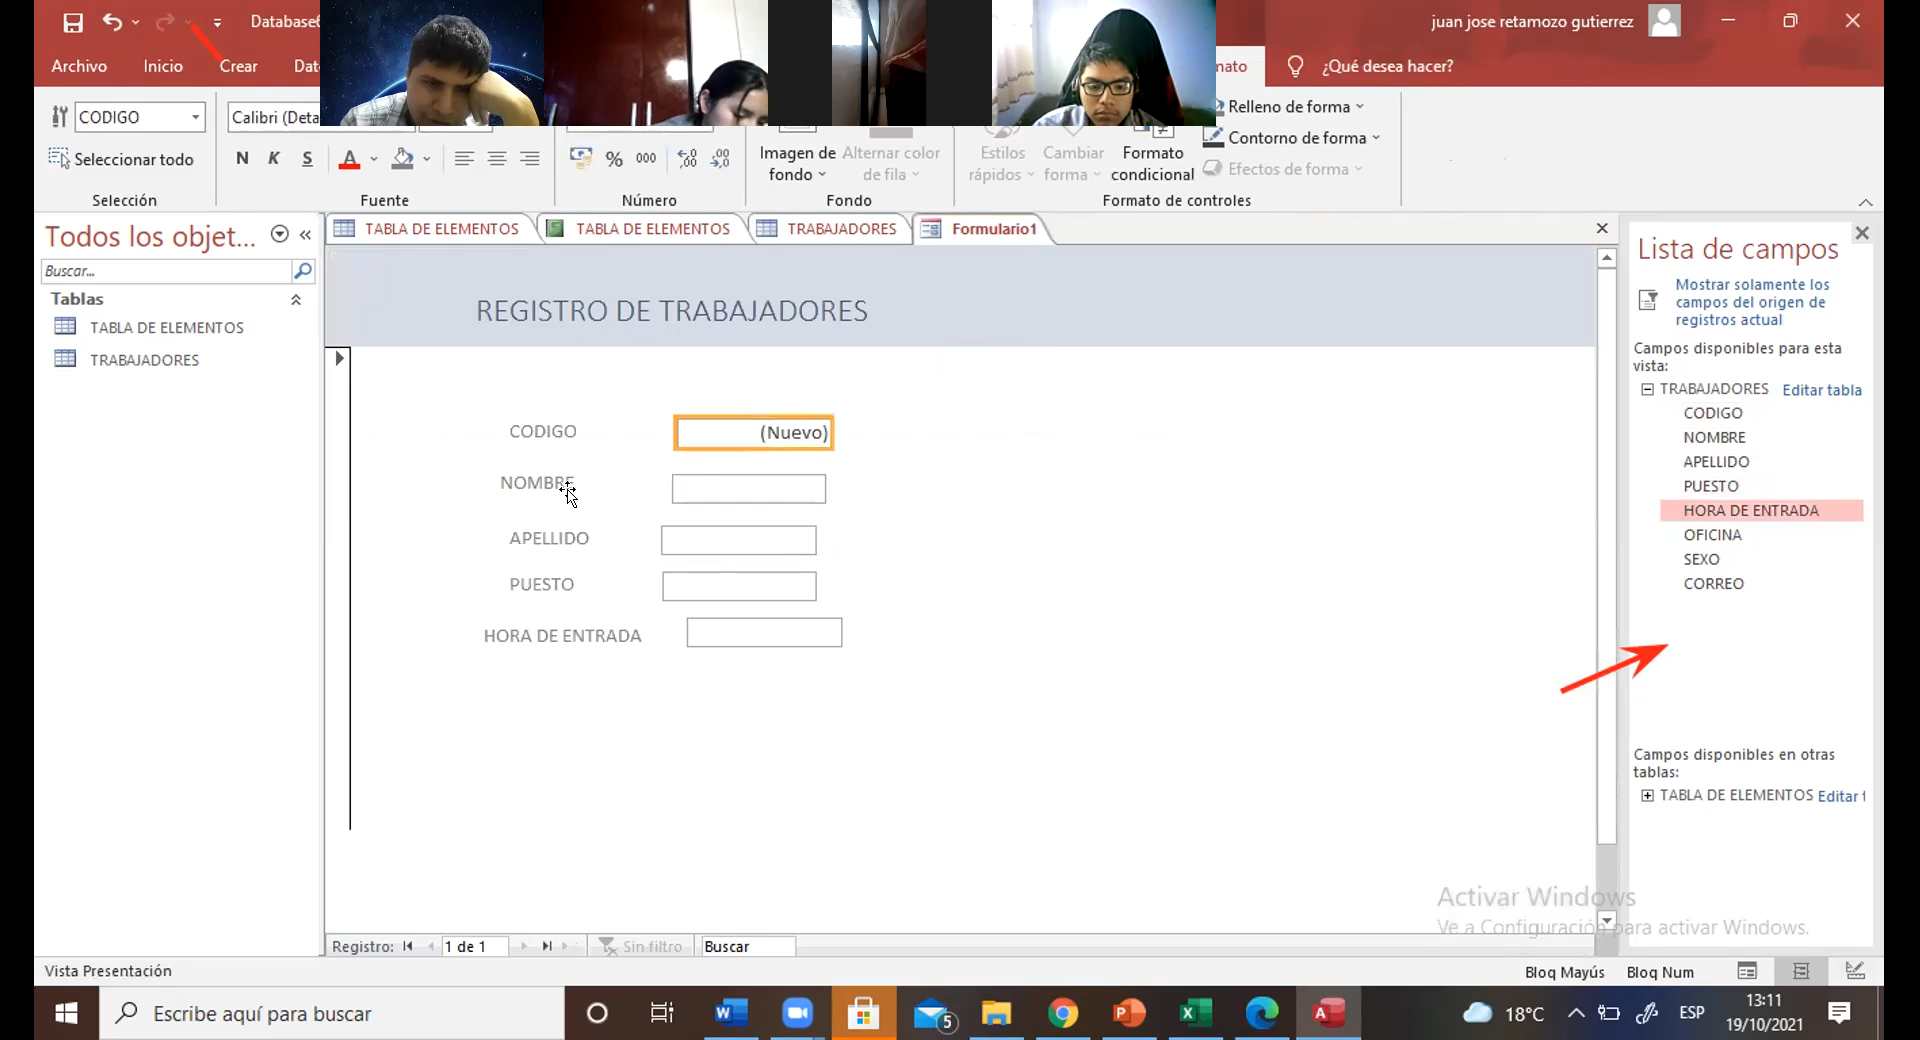 Database6
juan jose retamozo gutierrez
Archivo
Inicio
Crear
Dat
mato
¿Qué desea hacer?
CODIGO
Calibri (Deta
Seleccionar todo
N K S A
% 000
Imagen de fondo
Alternar color de fila
Estilos rápidos
Cambiar forma
Formato condicional
Relleno de forma
Contorno de forma
Efectos de forma
Selección
Fuente
Número
Fondo
Formato de controles
Todos los objet...
Buscar...
Tablas
TABLA DE ELEMENTOS
TRABAJADORES
TABLA DE ELEMENTOS
TABLA DE ELEMENTOS
TRABAJADORES
Formulario1
REGISTRO DE TRABAJADORES
CODIGO
(Nuevo)
NOMBRE
APELLIDO
PUESTO
HORA DE ENTRADA
Lista de campos
Mostrar solamente los
campos del origen de
registros actual
Campos disponibles para esta
vista:
TRABAJADORES Editar tabla
CODIGO
NOMBRE
APELLIDO
PUESTO
HORA DE ENTRADA
OFICINA
SEXO
CORREO
Campos disponibles en otras
tablas:
TABLA DE ELEMENTOS Editar t
Activar Windows
Ve a Configuración para activar Windows.
Registro: 1 de 1 Sin filtro Buscar
Vista Presentación
Bloq Mayús Bloq Num
Escribe aquí para buscar
5
18°C
ESP
13:11
19/10/2021